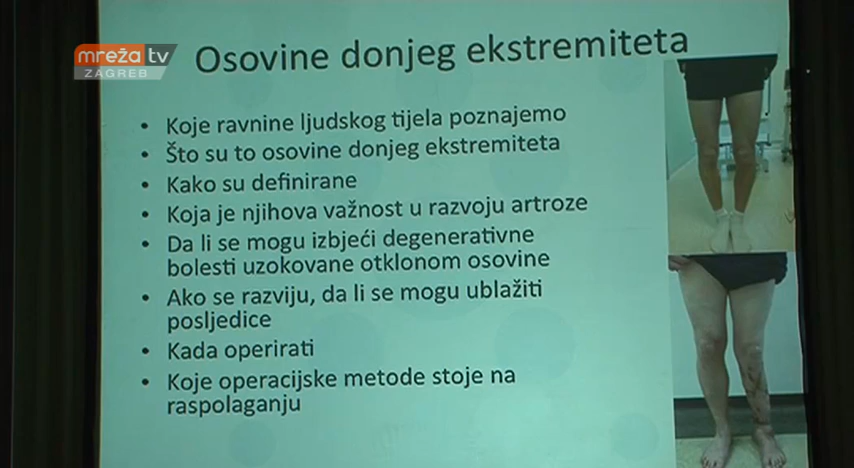 mreža tv
ZAGREB
Osovine donjeg ekstremiteta
• Koje ravnine ljudskog tijela poznajemo
• Što su to osovine donjeg ekstremiteta
• Kako su definirane
• Koja je njihova važnost u razvoju artroze
• Da li se mogu izbjeći degenerativne
bolesti uzokovane otklonom osovine
• Ako se razviju, da li se mogu ublažiti
posljedice
• Kada operirati
• Koje operacijske metode stoje na
raspolaganju